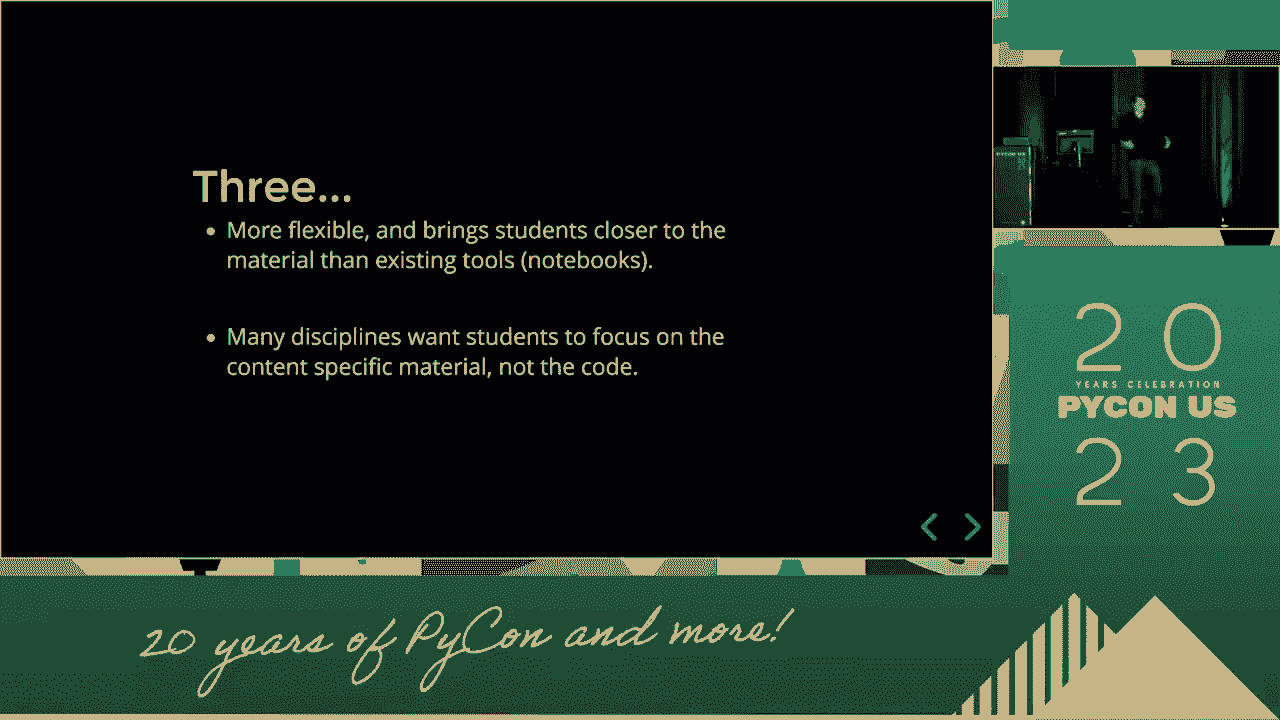 Three...
• More flexible, and brings students closer to the
material than existing tools (notebooks).
• Many disciplines want students to focus on the
content specific material, not the code.
PYCON US
20
YEARS CELEBRATION
PYCON US
23
20 years of PyCon and more!